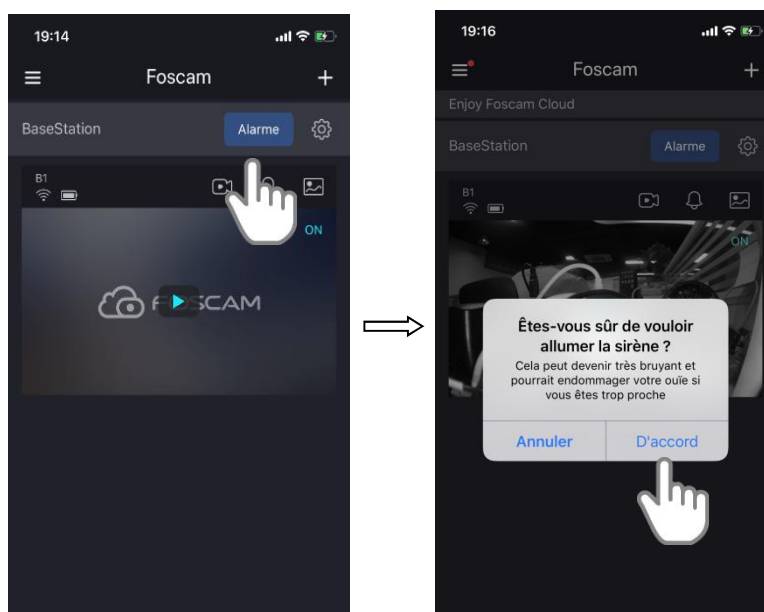 19:14
Foscam
BaseStation
Alarme
B1
ON
FOSCAM
19:16
Foscam
Enjoy Foscam Cloud
BaseStation
Alarme
B1
ON
Êtes-vous sûr de vouloir
allumer la sirène ?
Cela peut devenir très bruyant et
pourrait endommager votre ouïe si
vous êtes trop proche
Annuler
D'accord